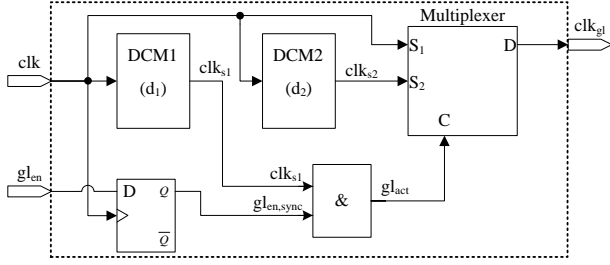 Multiplexer
clk_gl
clk
DCM1
(d₁)
clk_s1
DCM2
(d₂)
clk_s2
S₁
S₂
D
C
gl_en
D
Q
Q̅
gl_en,sync
clk_s1
&
gl_act